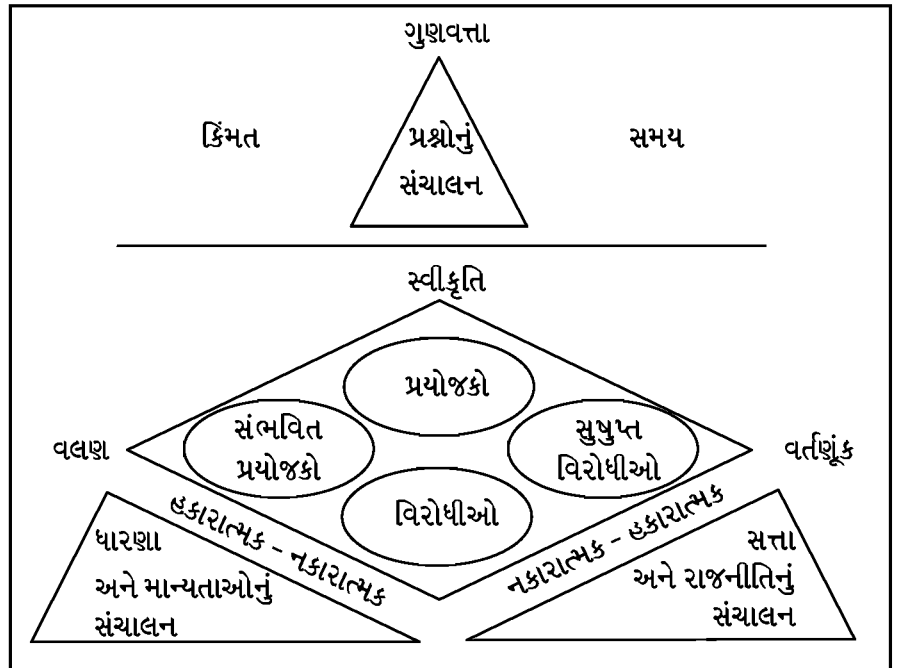 ગુણવત્તા
કિંમત
પ્રશ્નોનું
સંચાલન
સમય
સ્વીકૃતિ
પ્રયોજકો
સંભવિત
પ્રયોજકો
સુષુપ્ત
વિરોધીઓ
વલણ
વર્તણૂંક
વિરોધીઓ
હકારાત્મક - નકારાત્મક
નકારાત્મક - હકારાત્મક
ધારણા
અને માન્યતાઓનું
સંચાલન
સત્તા
અને રાજનીતિનું
સંચાલન